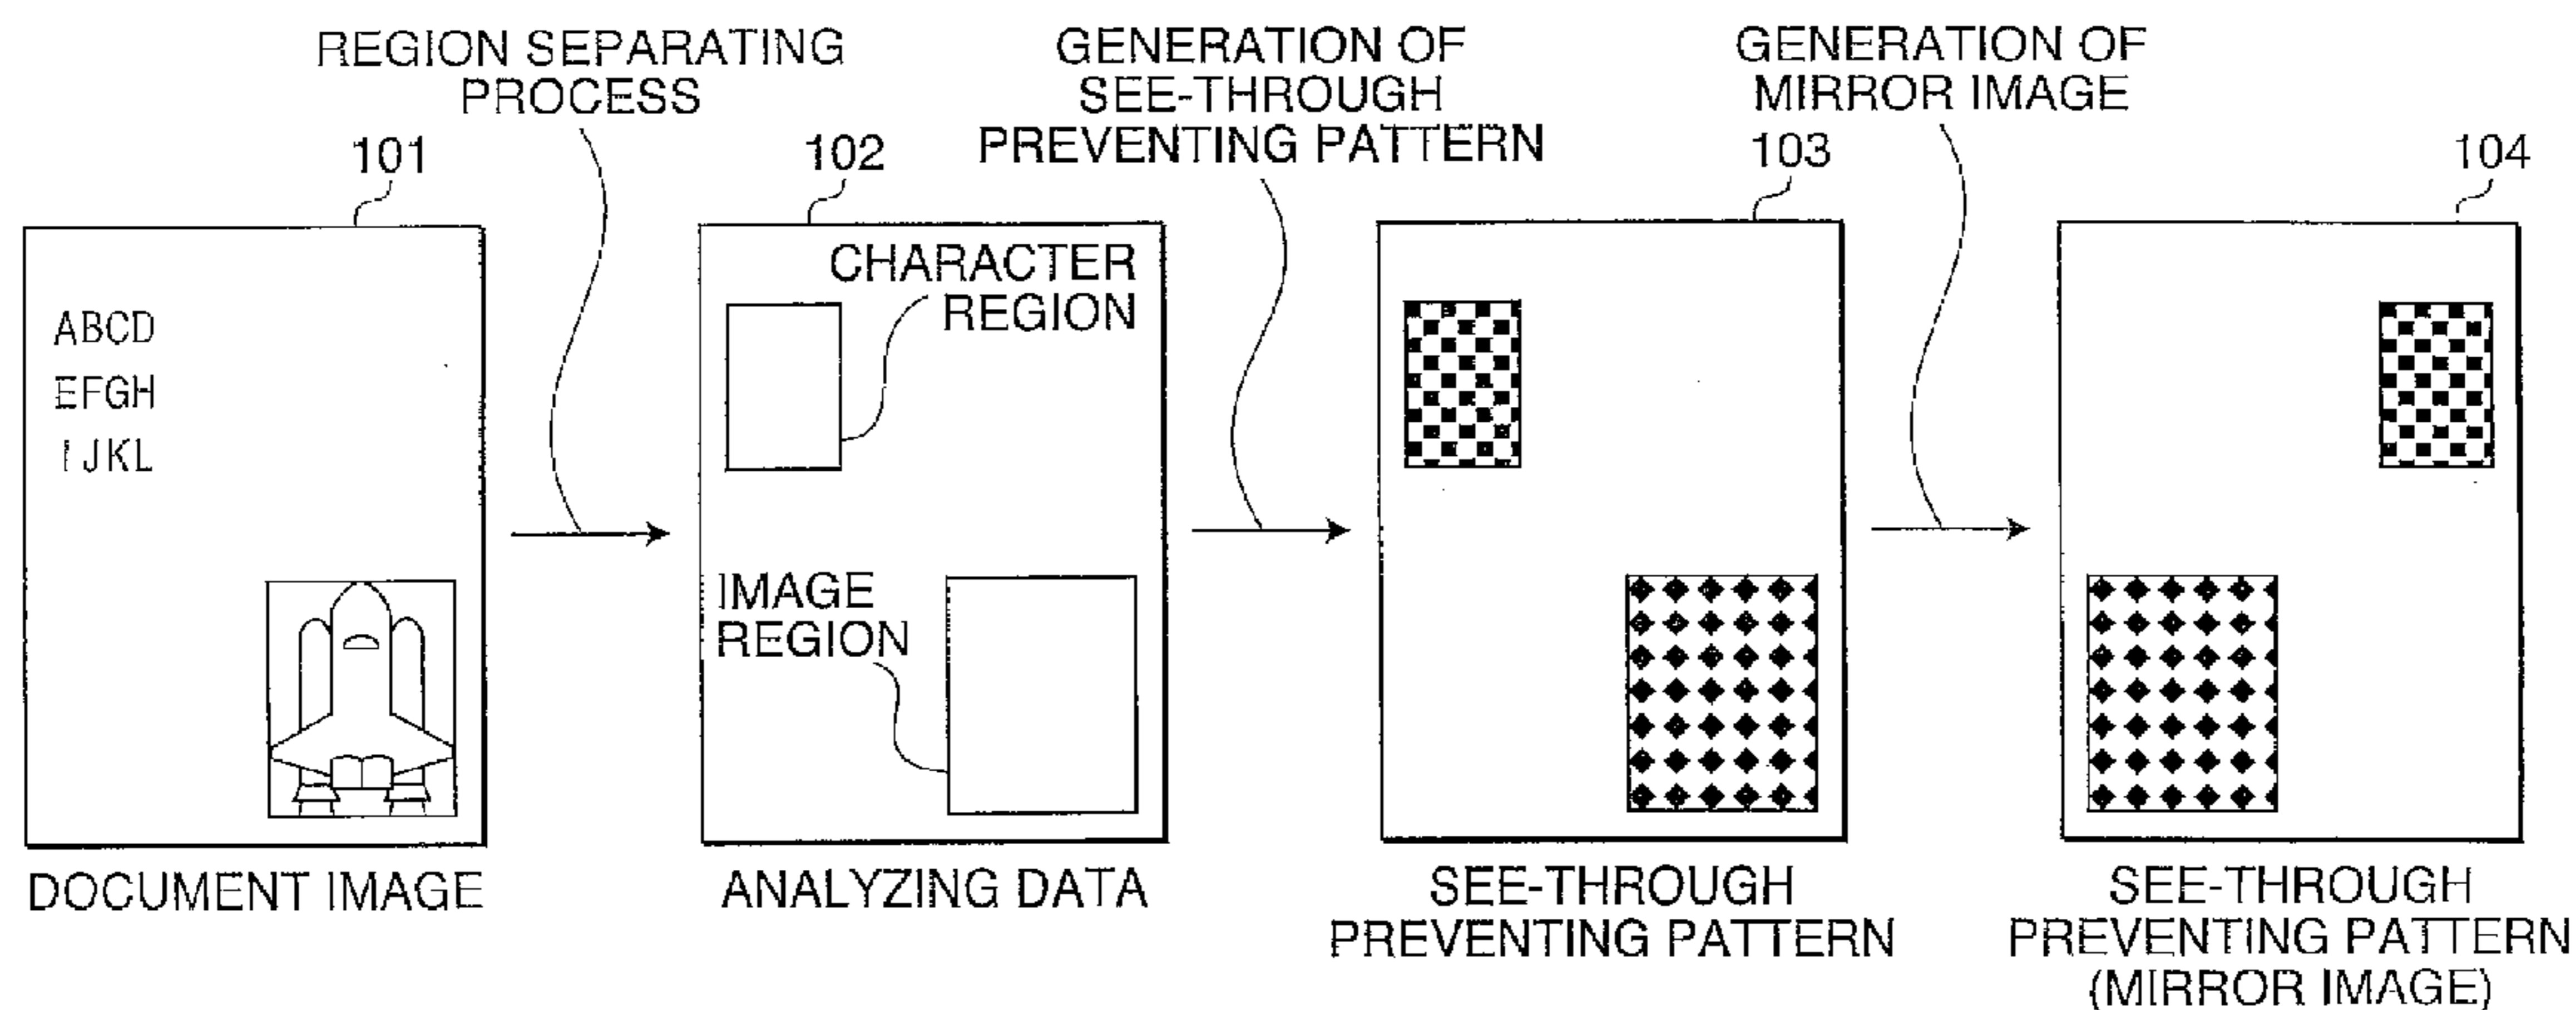 REGION SEPARATING
PROCESS
GENERATION OF
SEE-THROUGH
PREVENTING PATTERN
GENERATION OF
MIRROR IMAGE
101
102
103
104
ABCD
EFGH
IJKL
CHARACTER
REGION
IMAGE
REGION
DOCUMENT IMAGE
ANALYZING DATA
SEE-THROUGH
PREVENTING PATTERN
SEE-THROUGH
PREVENTING PATTERN
(MIRROR IMAGE)